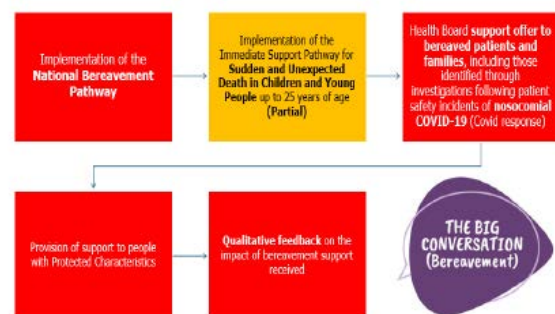 Implementation of the
National Bereavement
Pathway
Implementation of the
Immediate Support Pathway for
Sudden and Unexpected
Death in Children and Young
People up to 25 years of age
(Partial)
Health Board support offer to
bereaved patients and
families, including those
identified through
investigations following patient
safety incidents of nosocomial
COVID-19 (Covid response)
Provision of support to people
with Protected Characteristics
Qualitative feedback on the
impact of bereavement support
received
THE BIG
CONVERSATION
(Bereavement)